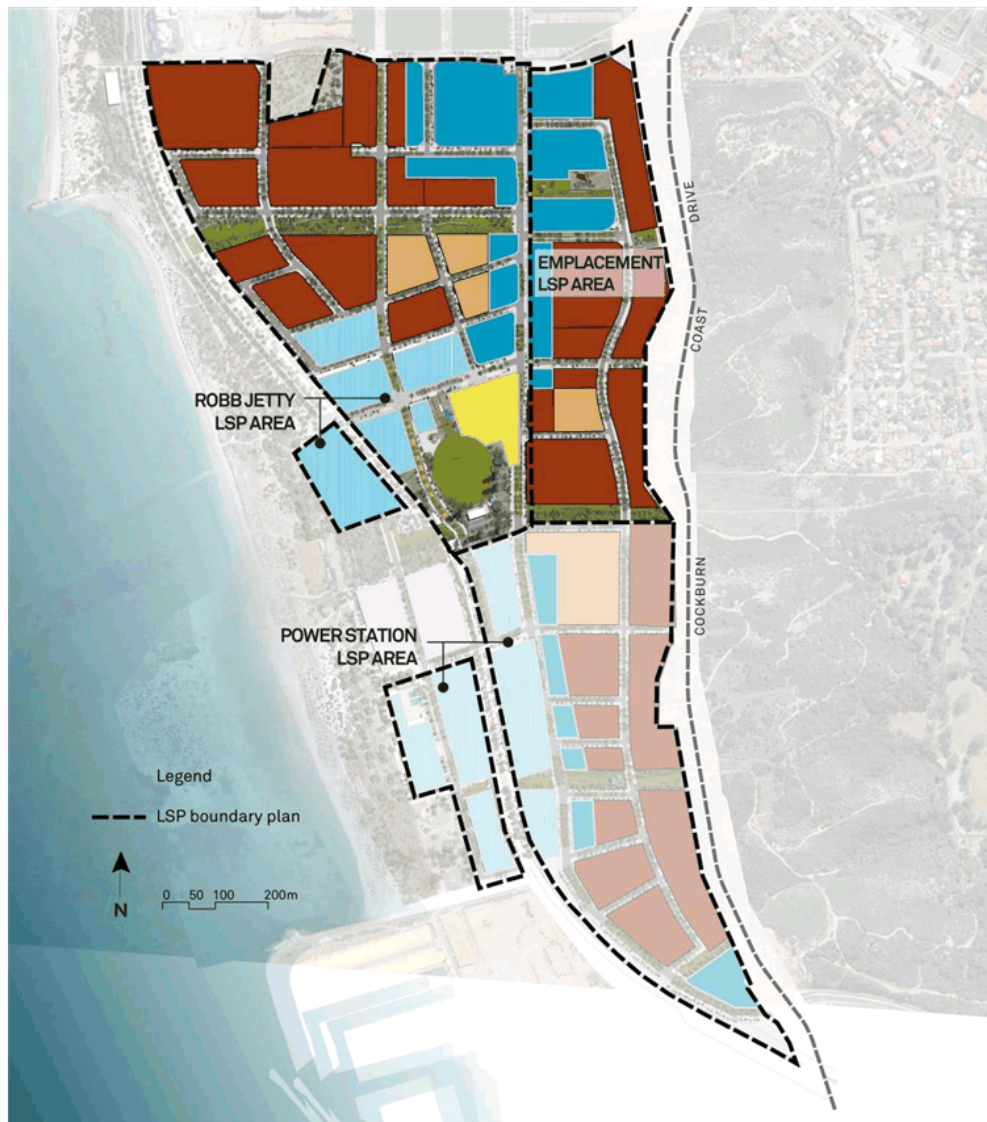 DRIVE
EMPLACEMENT
LSP AREA
COAST
ROBB JETTY
LSP AREA
COCKBURN
POWER STATION
LSP AREA
Legend
LSP boundary plan
N
0 50 100 200m